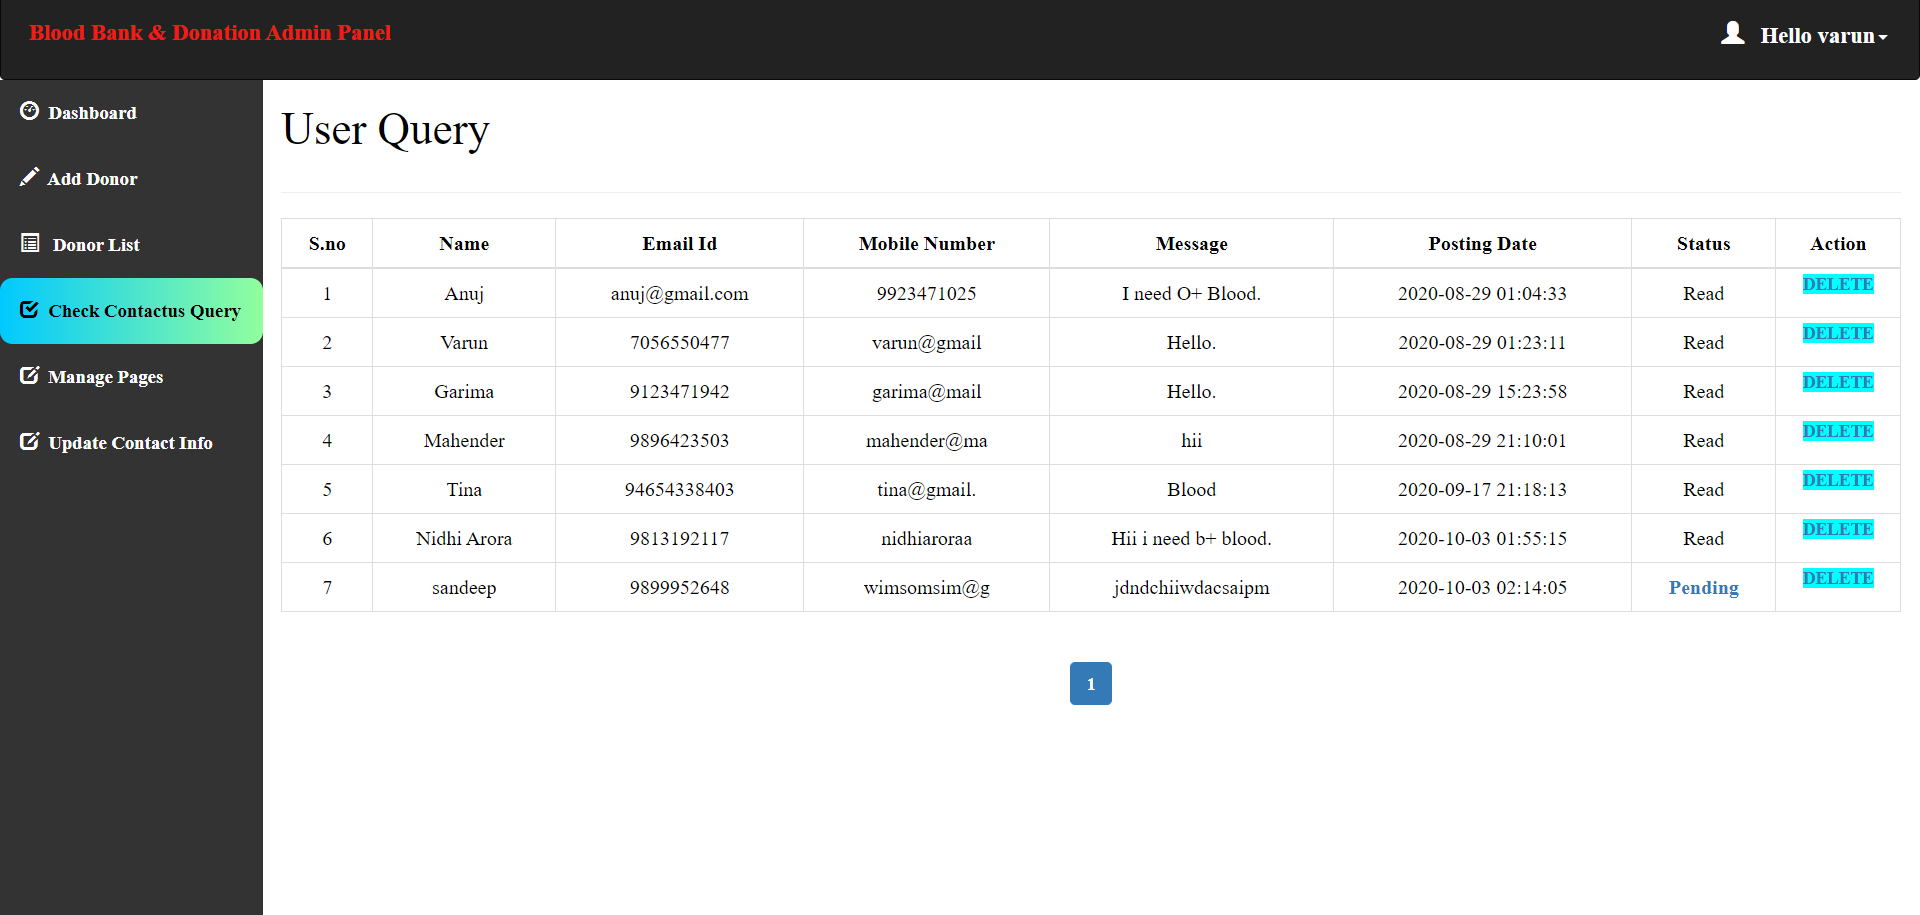 Blood Bank & Donation Admin Panel
Hello varun
Dashboard
Add Donor
Donor List
Check Contactus Query
Manage Pages
Update Contact Info
User Query
S.no Name Email Id Mobile Number Message Posting Date Status Action
1 Anuj anuj@gmail.com 9923471025 I need O+ Blood. 2020-08-29 01:04:33 Read DELETE
2 Varun 7056550477 varun@gmail Hello. 2020-08-29 01:23:11 Read DELETE
3 Garima 9123471942 garima@mail Hello. 2020-08-29 15:23:58 Read DELETE
4 Mahender 9896423503 mahender@ma hii 2020-08-29 21:10:01 Read DELETE
5 Tina 94654338403 tina@gmail. Blood 2020-09-17 21:18:13 Read DELETE
6 Nidhi Arora 9813192117 nidhiaroraa Hii i need b+ blood. 2020-10-03 01:55:15 Read DELETE
7 sandeep 9899952648 wimsomsim@g jdndchiiwdacsaipm 2020-10-03 02:14:05 Pending DELETE
1